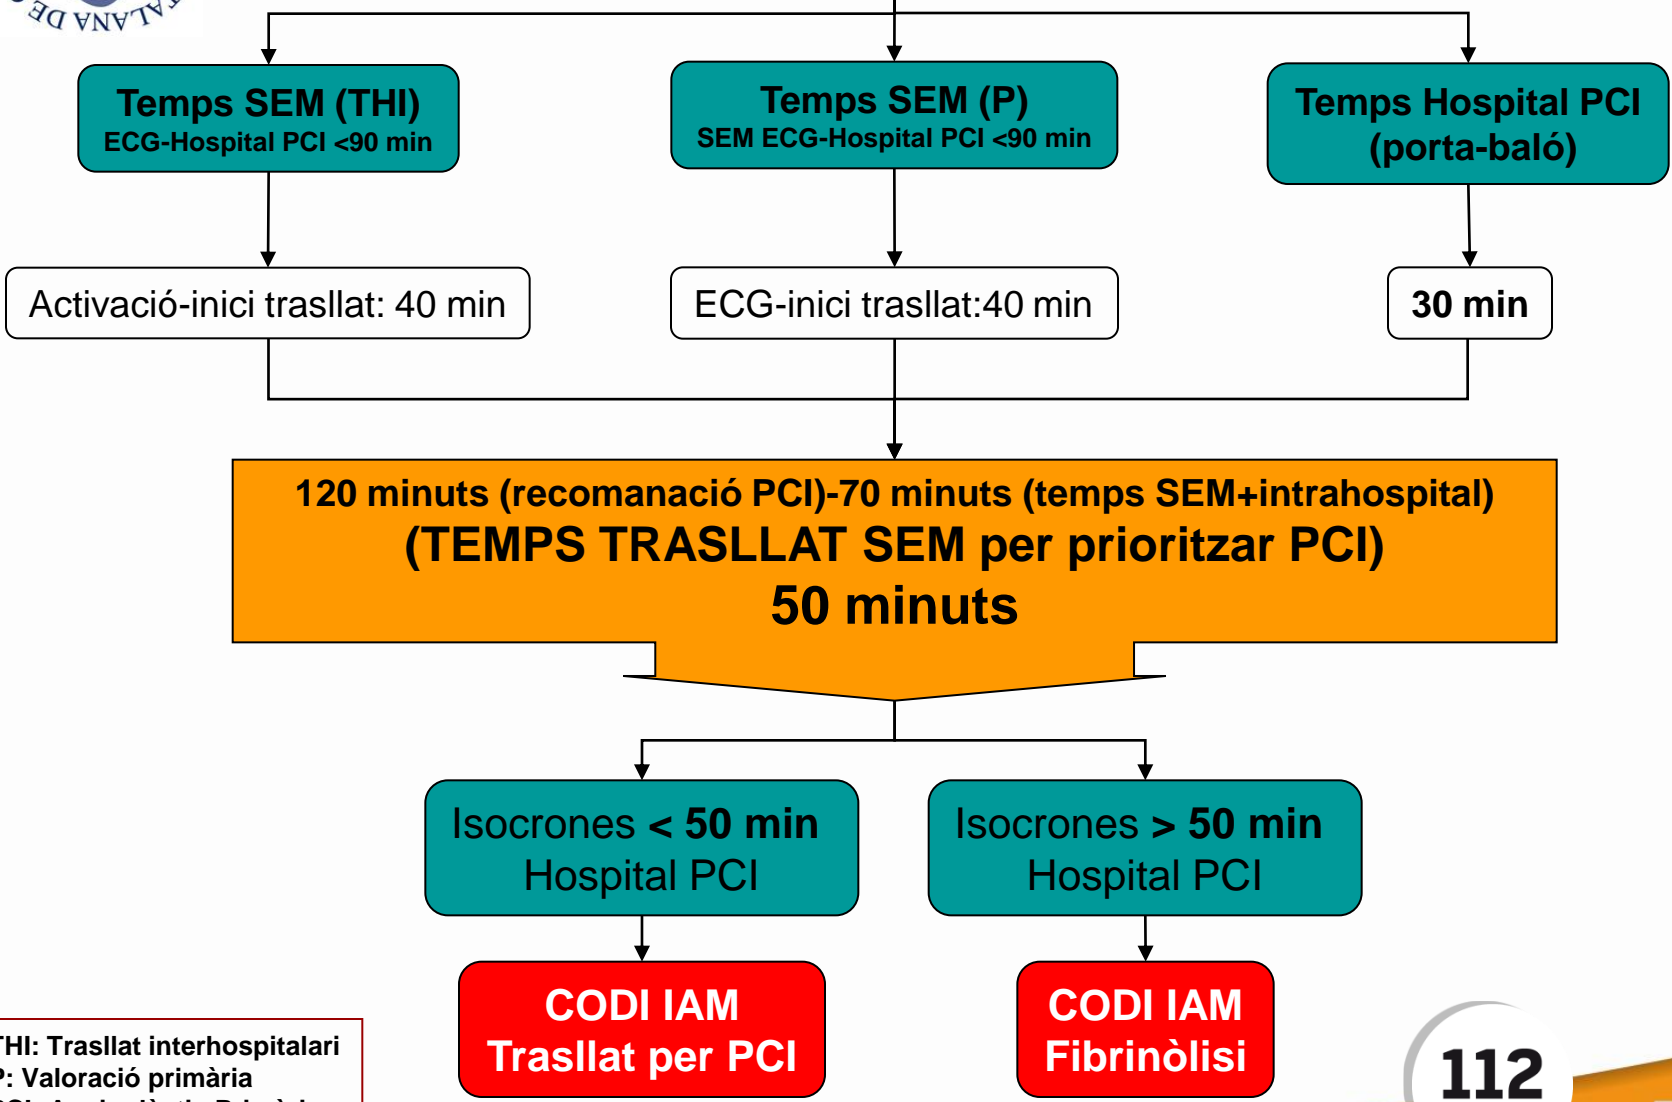 TALANA DE
Temps SEM (THI)
ECG-Hospital PCI <90 min
Temps SEM (P)
SEM ECG-Hospital PCI <90 min
Temps Hospital PCI
(porta-baló)
Activació-inici trasllat: 40 min
ECG-inici trasllat:40 min
30 min
120 minuts (recomanació PCI)-70 minuts (temps SEM+intrahospital)
(TEMPS TRASLLAT SEM per prioritzar PCI)
50 minuts
Isocrones < 50 min
Hospital PCI
Isocrones > 50 min
Hospital PCI
CODI IAM
Trasllat per PCI
CODI IAM
Fibrinòlisi
THI: Trasllat interhospitalari
P: Valoració primària
112